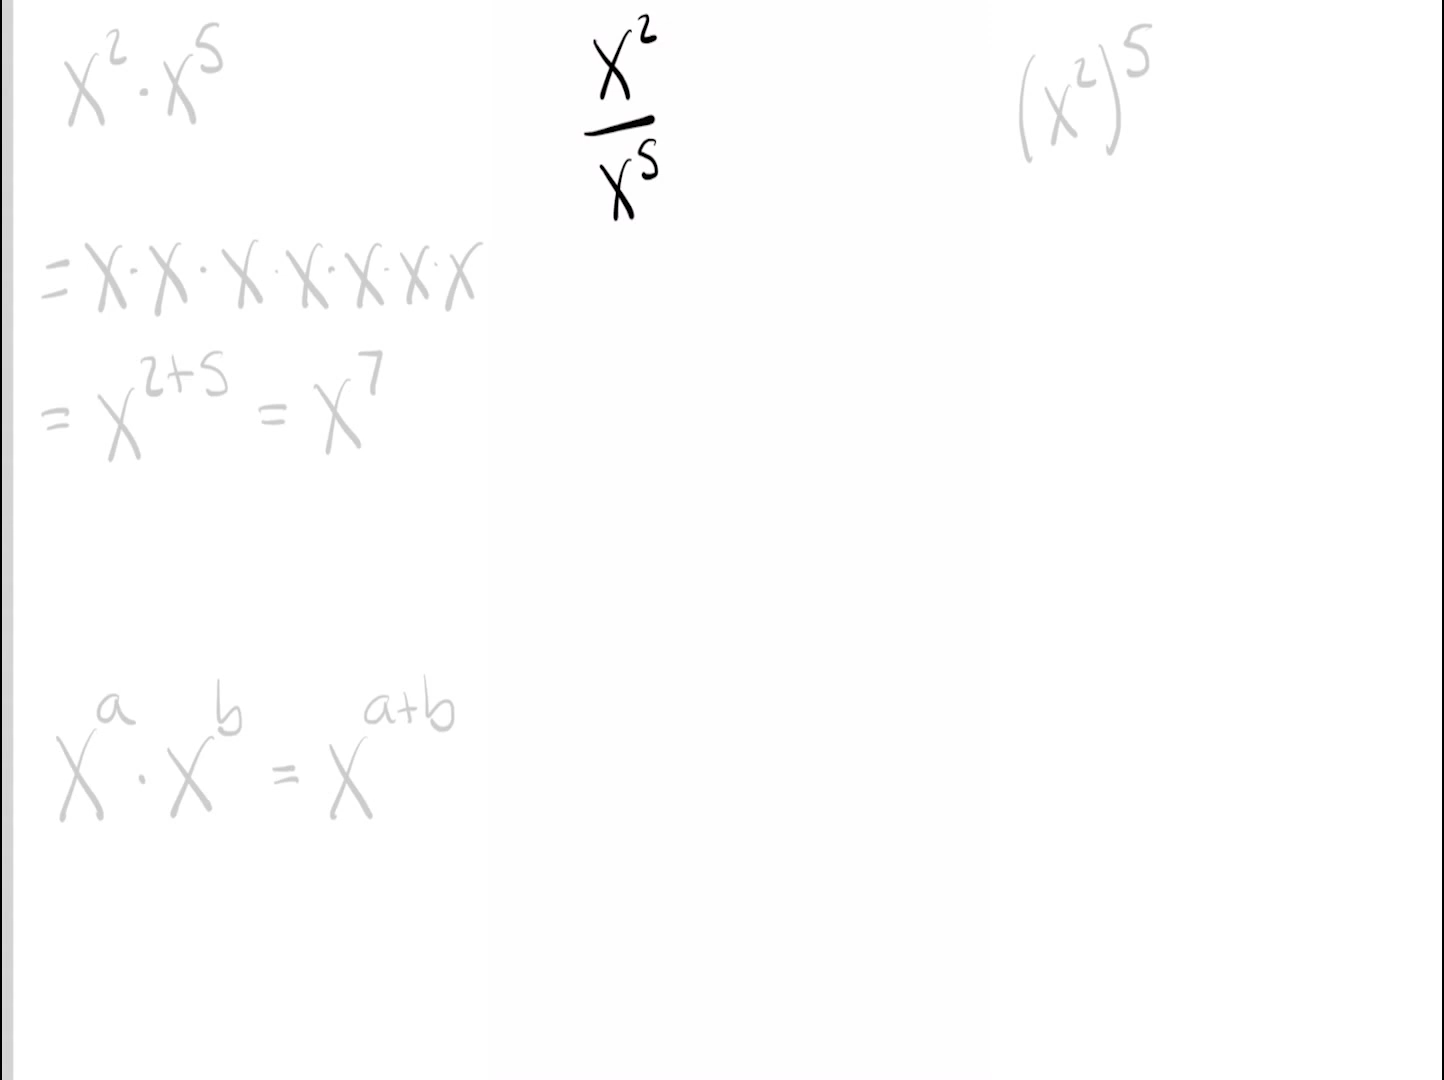 x² · x⁵
= x · x · x · x · x · x · x
= x²⁺⁵ = x⁷
xᵃ · xᵇ = xᵃ⁺ᵇ
x²
—
x⁵
(x²)⁵